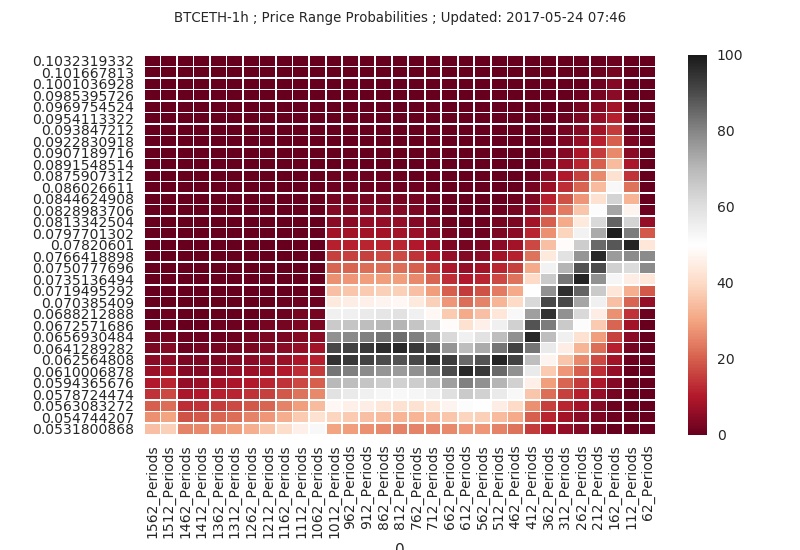 BTCETH-1h ; Price Range Probabilities ; Updated: 2017-05-24 07:46
0.1032319332
0.101667813
0.1001036928
0.0985395726
0.0969754524
0.0954113322
0.093847212
0.0922830918
0.0907189716
0.0891548514
0.0875907312
0.086026611
0.0844624908
0.0828983706
0.0813342504
0.0797701302
0.07820601
0.0766418898
0.0750777696
0.0735136494
0.0719495292
0.070385409
0.0688212888
0.0672571686
0.0656930484
0.0641289282
0.062564808
0.0610006878
0.0594365676
0.0578724474
0.0563083272
0.054744207
0.0531800868
1562_Periods
1512_Periods
1462_Periods
1412_Periods
1362_Periods
1312_Periods
1262_Periods
1212_Periods
1162_Periods
1112_Periods
1062_Periods
1012_Periods
962_Periods
912_Periods
862_Periods
812_Periods
762_Periods
712_Periods
662_Periods
612_Periods
562_Periods
512_Periods
462_Periods
412_Periods
362_Periods
312_Periods
262_Periods
212_Periods
162_Periods
112_Periods
62_Periods
0
100
80
60
40
20
0